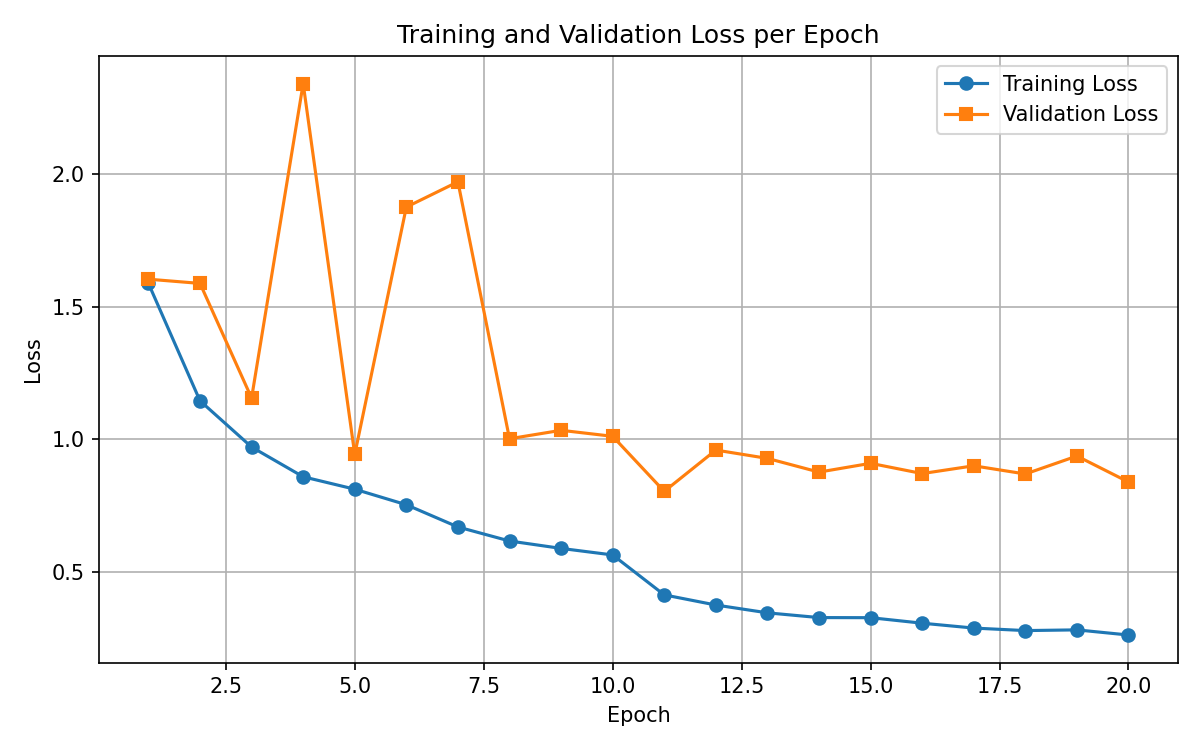 Training and Validation Loss per Epoch
Training Loss
Validation Loss
2.0
1.5
1.0
0.5
Loss
2.5 5.0 7.5 10.0 12.5 15.0 17.5 20.0
Epoch